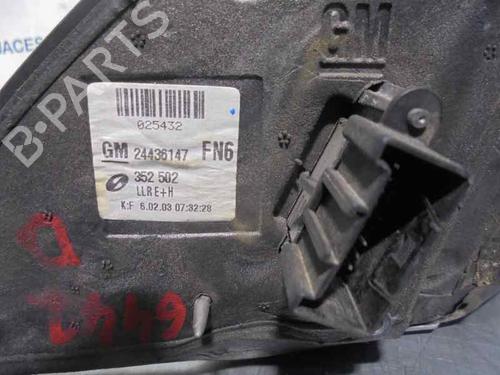 ACES
B-PARTS
GM
025432
GM 24436147 FN6
352 502
LLRE+H
K:F 6.02.03 07:32:28
D
6442